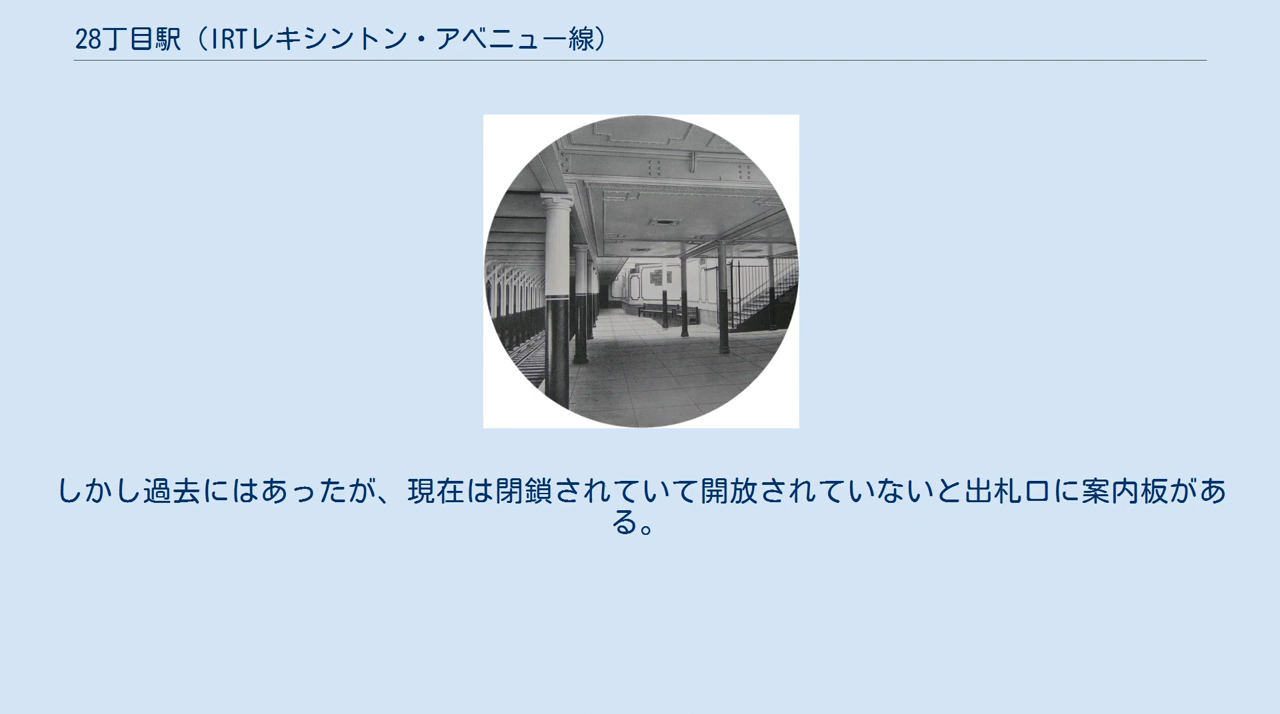 28丁目駅（IRTレキシントン・アベニュー線）
しかし過去にはあったが、現在は閉鎖されていて開放されていないと出札口に案内板があ
る。